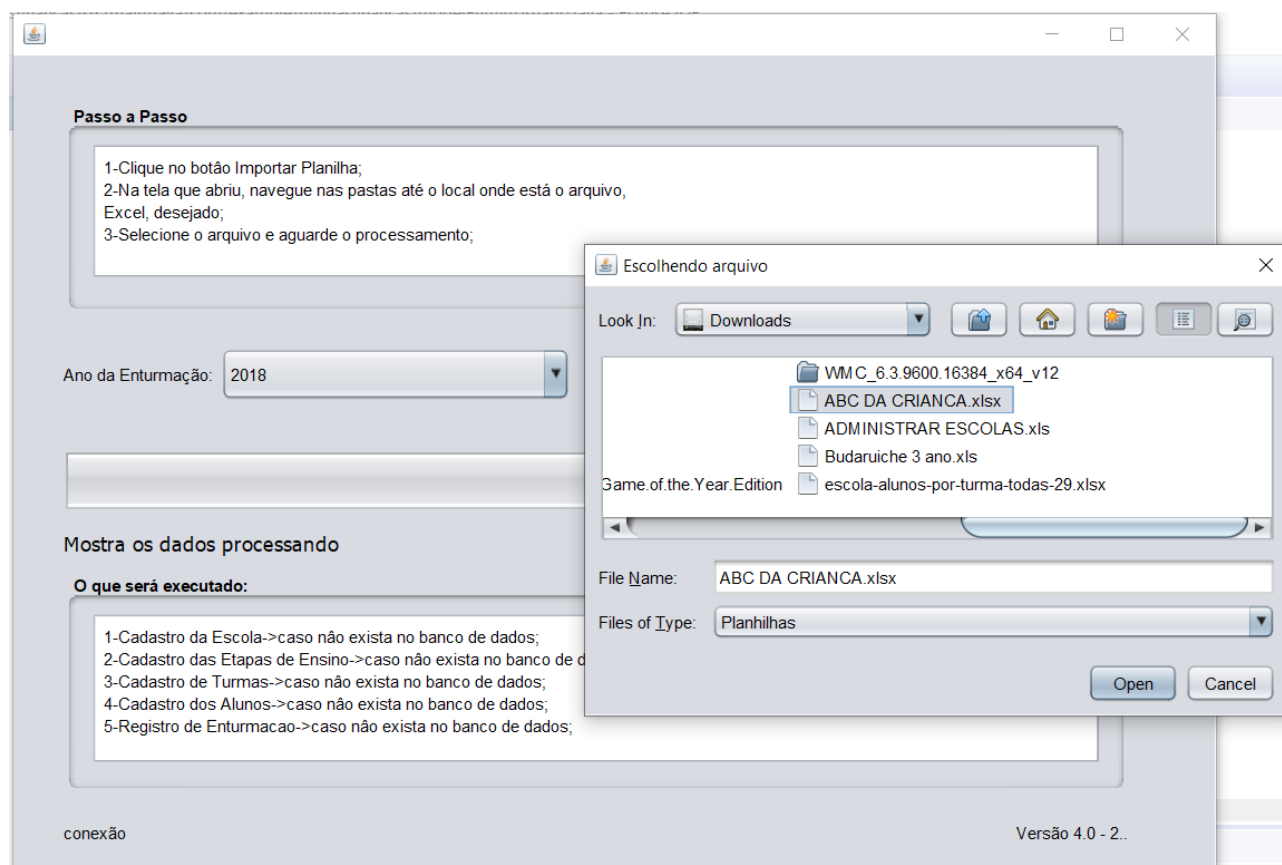 Passo a Passo
1-Clique no botâo Importar Planilha;
2-Na tela que abriu, navegue nas pastas até o local onde está o arquivo,
Excel, desejado;
3-Selecione o arquivo e aguarde o processamento;
Ano da Enturmação: 2018
Mostra os dados processando
O que será executado:
1-Cadastro da Escola->caso nâo exista no banco de dados;
2-Cadastro das Etapas de Ensino->caso nâo exista no banco de d
3-Cadastro de Turmas->caso nâo exista no banco de dados;
4-Cadastro dos Alunos->caso nâo exista no banco de dados;
5-Registro de Enturmacao->caso nâo exista no banco de dados;
conexão
Versão 4.0 - 2..
Escolhendo arquivo
Look In: Downloads
WMC_6.3.9600.16384_x64_v12
ABC DA CRIANCA.xlsx
ADMINISTRAR ESCOLAS.xls
Budaruiche 3 ano.xls
Game.of.the.Year.Edition escola-alunos-por-turma-todas-29.xlsx
File Name: ABC DA CRIANCA.xlsx
Files of Type: Planhilhas
Open Cancel